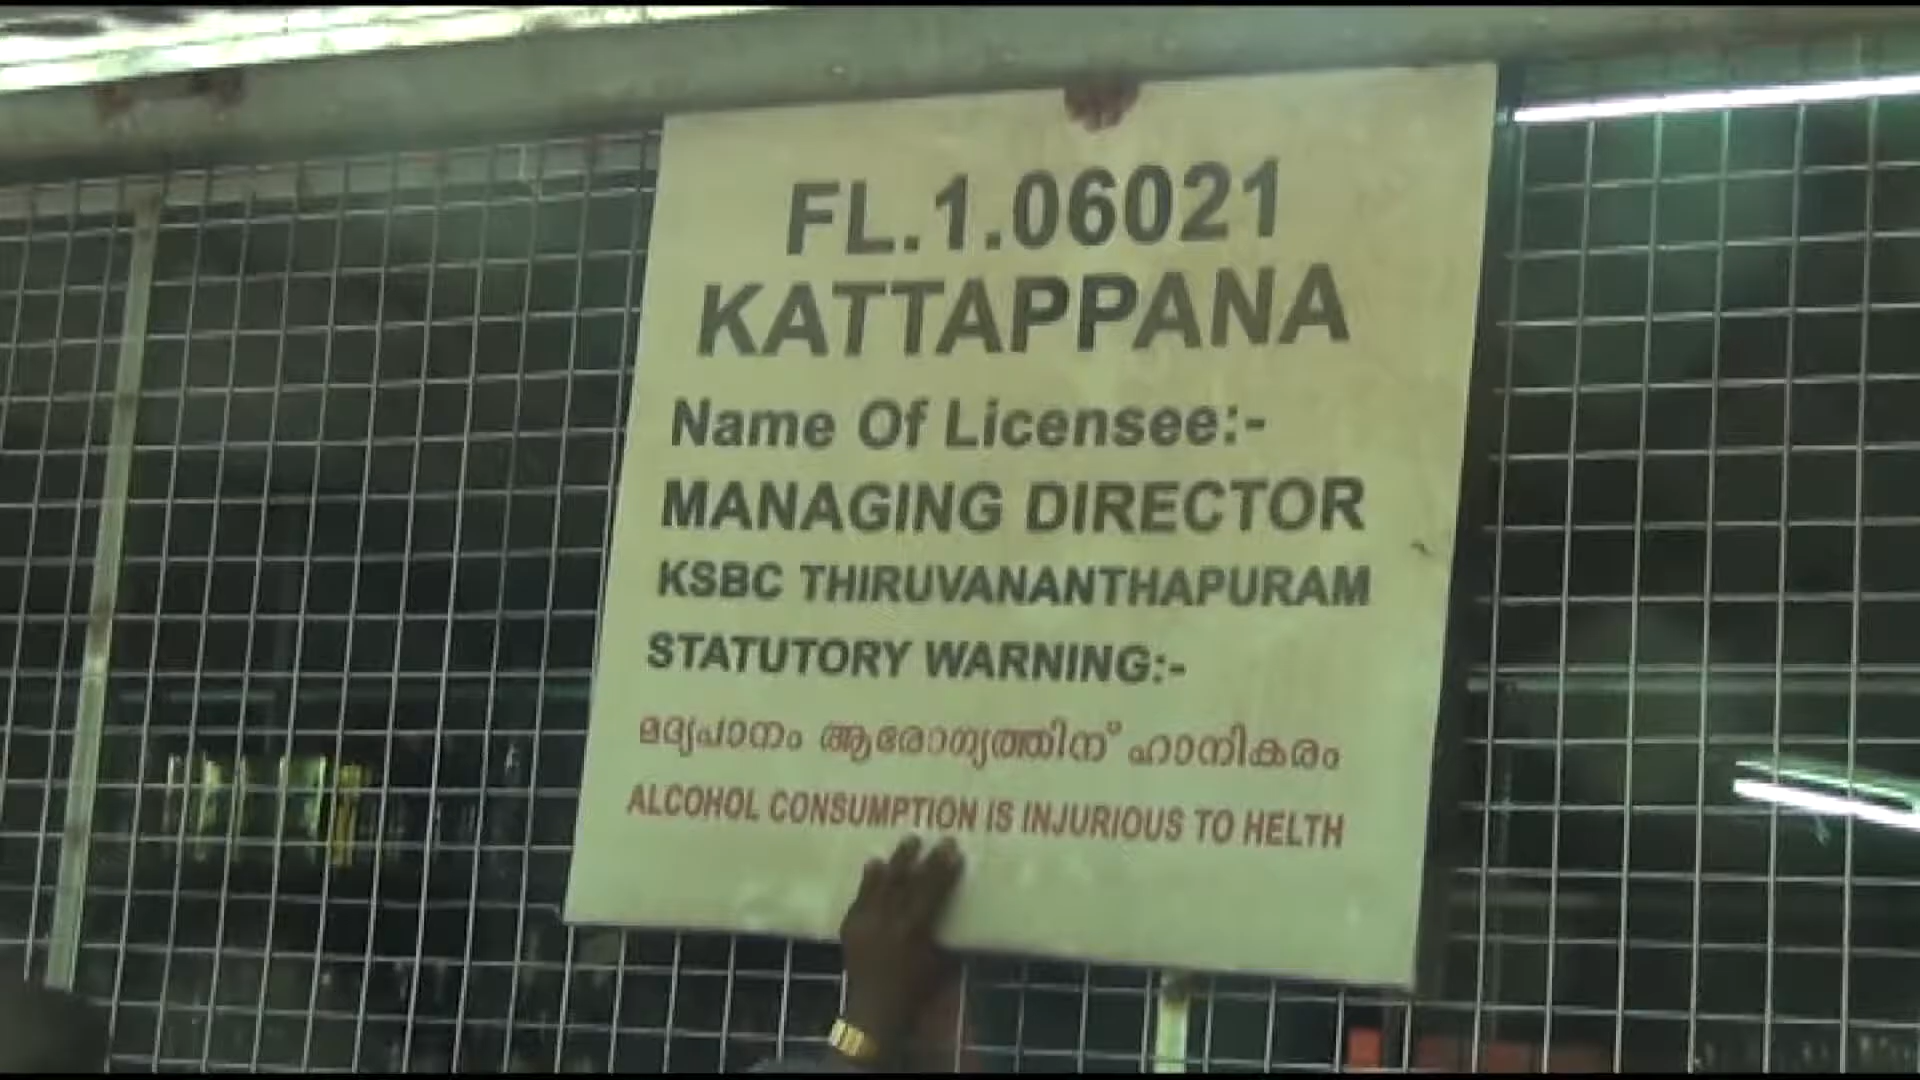 FL.1.06021
KATTAPPANA
Name Of Licensee:-
MANAGING DIRECTOR
KSBC THIRUVANANTHAPURAM
STATUTORY WARNING:-
മദ്യപാനം ആരോഗ്യത്തിന് ഹാനികരം
ALCOHOL CONSUMPTION IS INJURIOUS TO HELTH